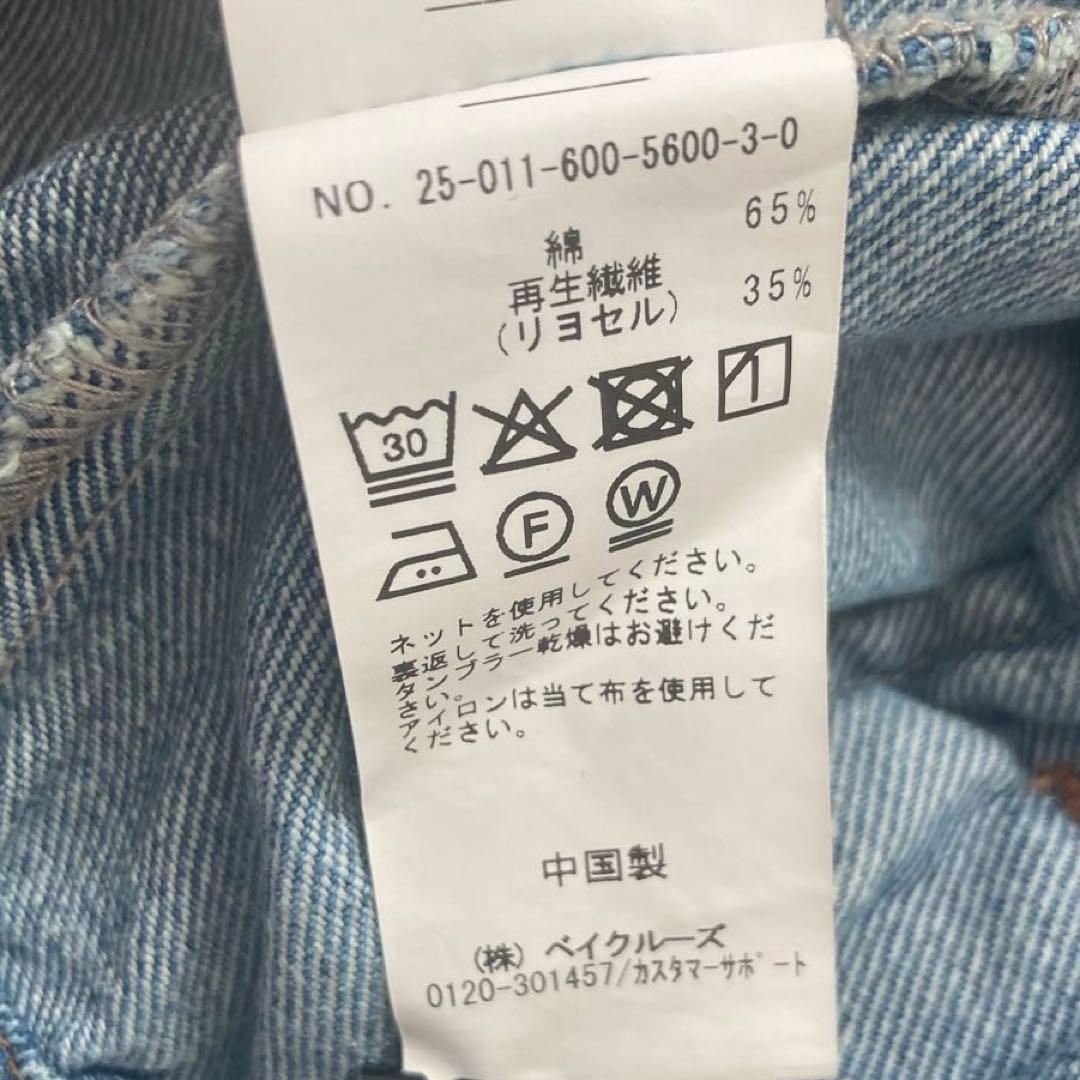 NO. 25-011-600-5600-3-0
綿 65%
再生繊維
(リヨセル) 35%
30
F
W
ネットを使用してください。
裏返して洗ってください。
タンブラー乾燥はお避けくだ
さい。
アイロンは当て布を使用して
ください。
中国製
(株) ベイクルーズ
0120-301457/カスタマーサポート